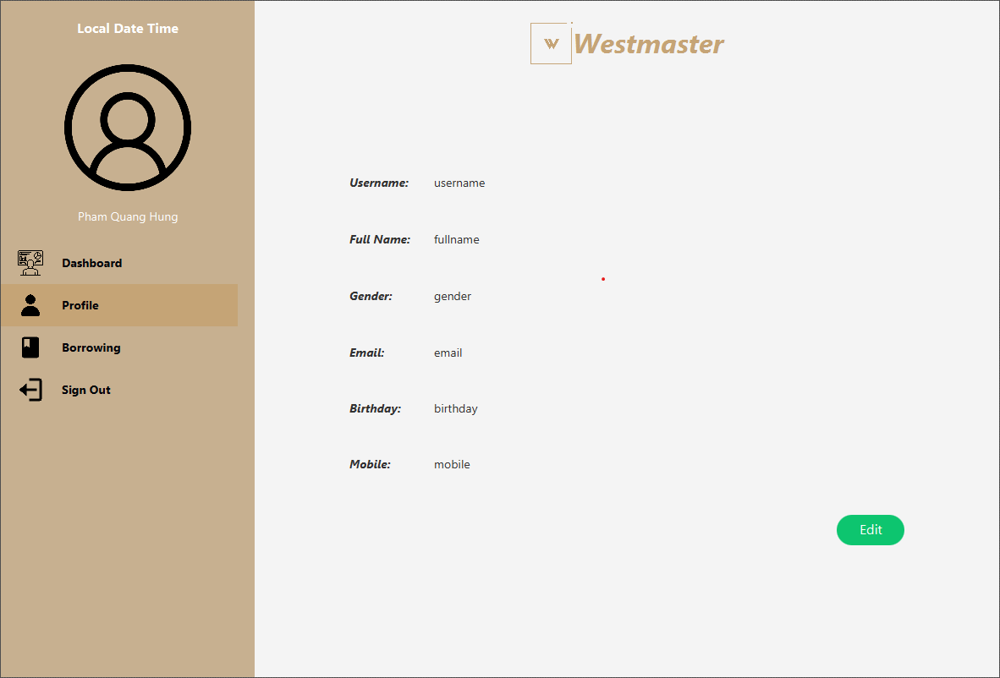 Local Date Time
Pham Quang Hung
Dashboard
Profile
Borrowing
Sign Out
W Westmaster
Username: username
Full Name: fullname
Gender: gender
Email: email
Birthday: birthday
Mobile: mobile
Edit